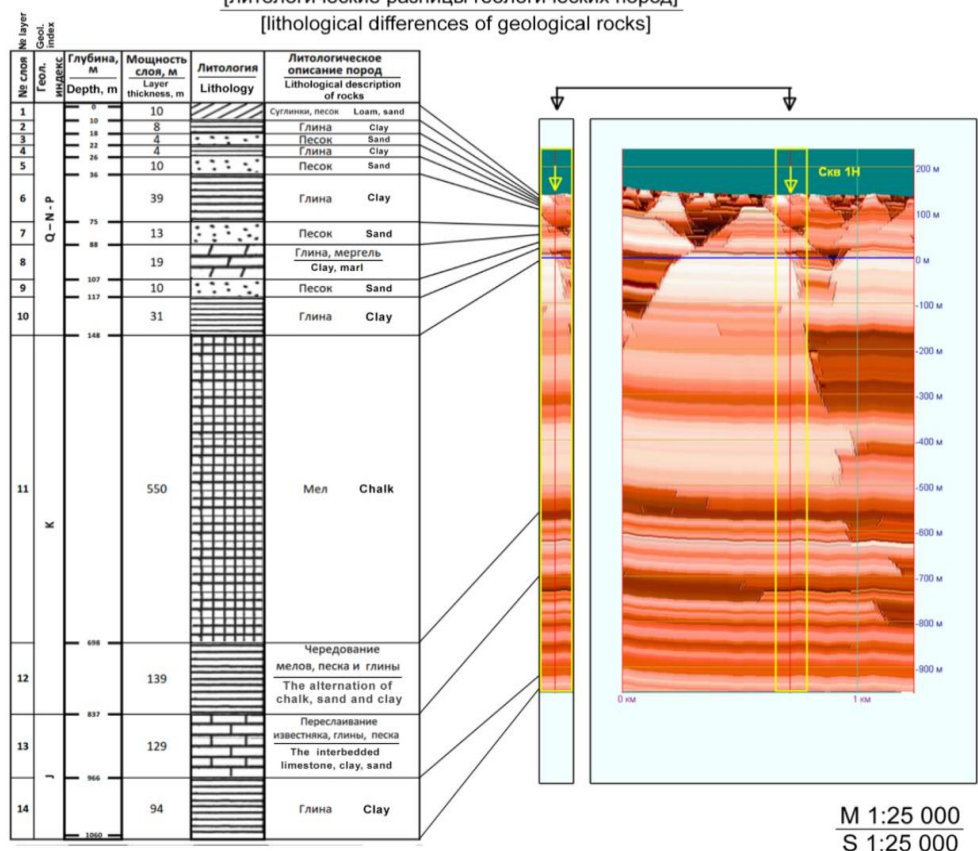 [литологические разницы геологических пород]
[lithological differences of geological rocks]
№ слоя № layer
Геол. индекс Geol. index
Глубина, м
Depth, m
Мощность слоя, м
Layer thickness, m
Литология
Lithology
Литологическое описание пород
Lithological description of rocks
0
1 10 Суглинки, песок Loam, sand
10
2 8 Глина Clay
18
3 4 Песок Sand
22
4 4 Глина Clay
26
5 10 Песок Sand
36
6 39 Глина Clay
75
Q – N - P
7 13 Песок Sand
88
8 19 Глина, мергель
Clay, marl
107
9 10 Песок Sand
117
10 31 Глина Clay
148
11 K 550 Мел Chalk
698
12 139 Чередование
мелов, песка и глины
The alternation of
chalk, sand and clay
837
13 129 Переслаивание
известняка, глины, песка
The interbedded
limestone, clay, sand
J
966
14 94 Глина Clay
1060
Скв 1Н
200 м
100 м
0 м
-100 м
-200 м
-300 м
-400 м
-500 м
-600 м
-700 м
-800 м
-900 м
0 км
1 км
М 1:25 000
S 1:25 000